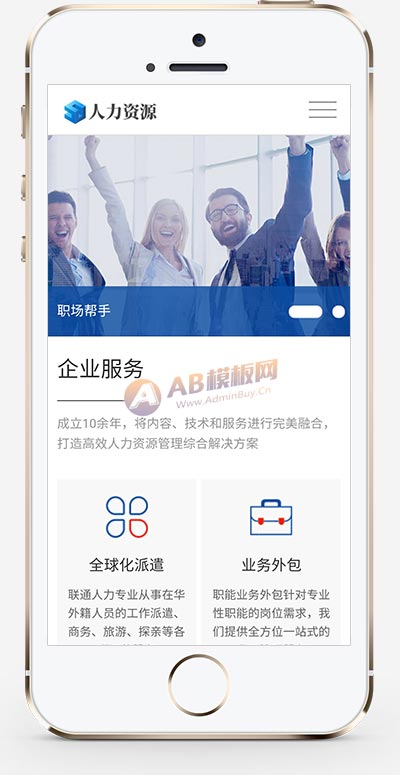 人力资源
职场帮手
企业服务
AB模板网
www.AdminBuy.Cn
成立10余年，将内容、技术和服务进行完美融合，
打造高效人力资源管理综合解决方案
全球化派遣
业务外包
联通人力专业从事在华
外籍人员的工作派遣、
商务、旅游、探亲等各
职能业务外包针对专业
性职能的岗位需求，我
们提供全方位一站式的